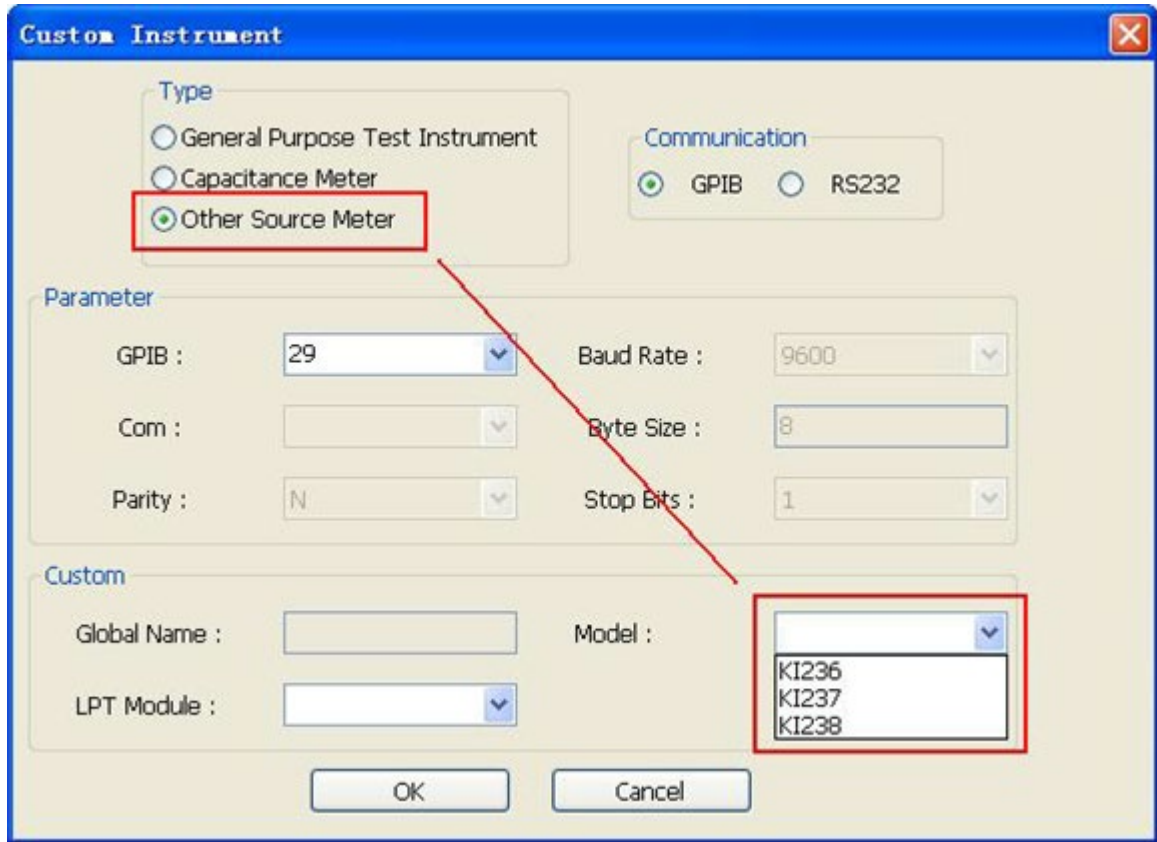 Custom Instrument
Type
General Purpose Test Instrument
Capacitance Meter
Other Source Meter
Communication
GPIB RS232
Parameter
GPIB : 29 Baud Rate : 9600
Com : Byte Size : 8
Parity : N Stop Bits : 1
Custom
Global Name : Model :
KI236
KI237
LPT Module : KI238
OK Cancel